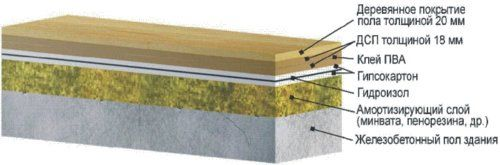 Деревянное покрытие
пола толщиной 20 мм
ДСП толщиной 18 мм
Клей ПВА
Гипсокартон
Гидроизол
Амортизирующий слой
(минвата, пенорезина, др.)
Железобетонный пол здания